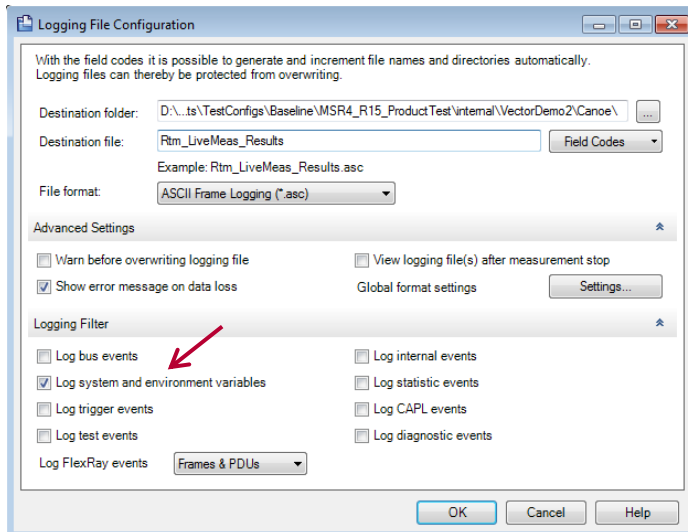 Logging File Configuration
With the field codes it is possible to generate and increment file names and directories automatically.
Logging files can thereby be protected from overwriting.
Destination folder: D:\...ts\TestConfigs\Baseline\MSR4_R15_ProductTest\internal\VectorDemo2\Canoe\ ...
Destination file: Rtm_LiveMeas_Results Field Codes
Example: Rtm_LiveMeas_Results.asc
File format: ASCII Frame Logging (*.asc)
Advanced Settings
Warn before overwriting logging file View logging file(s) after measurement stop
Show error message on data loss Global format settings Settings...
Logging Filter
Log bus events Log internal events
Log system and environment variables Log statistic events
Log trigger events Log CAPL events
Log test events Log diagnostic events
Log FlexRay events Frames & PDUs
OK Cancel Help